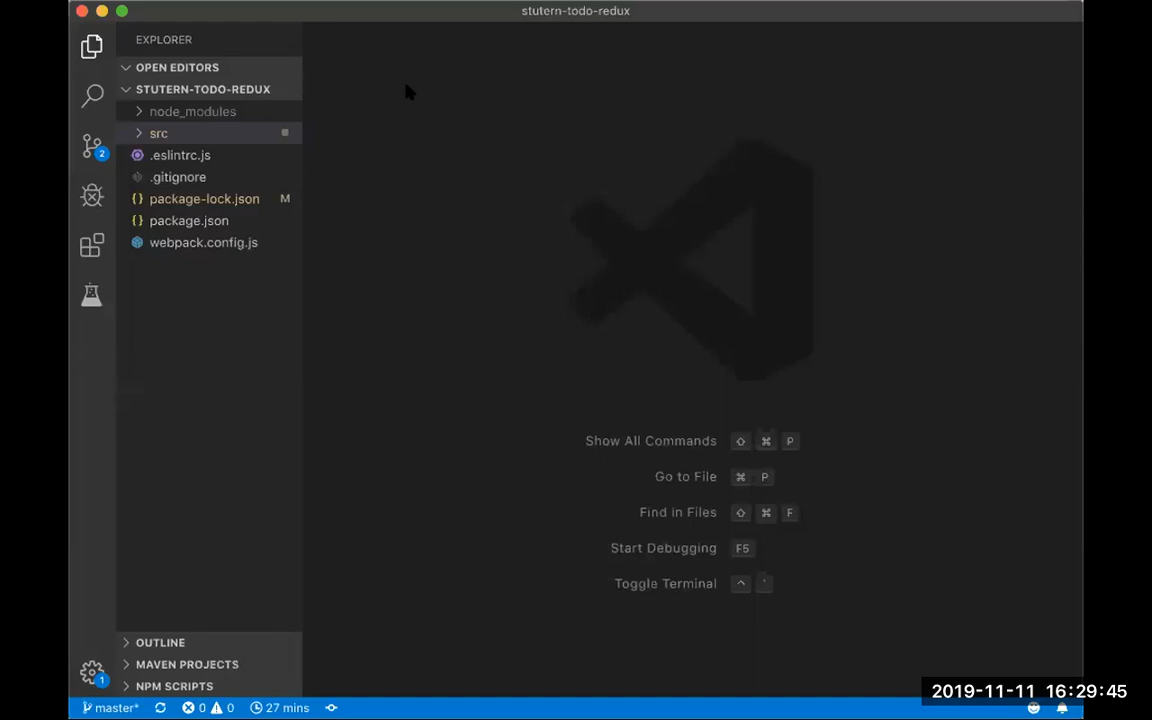 stutern-todo-redux
EXPLORER
OPEN EDITORS
STUTERN-TODO-REDUX
node_modules
src
.eslintrc.js
.gitignore
package-lock.json M
package.json
webpack.config.js
2
Show All Commands ⇧ ⌘ P
Go to File ⌘ P
Find in Files ⇧ ⌘ F
Start Debugging F5
Toggle Terminal ^ `
OUTLINE
MAVEN PROJECTS
NPM SCRIPTS
1
2019-11-11 16:29:45
master* 0 0 27 mins